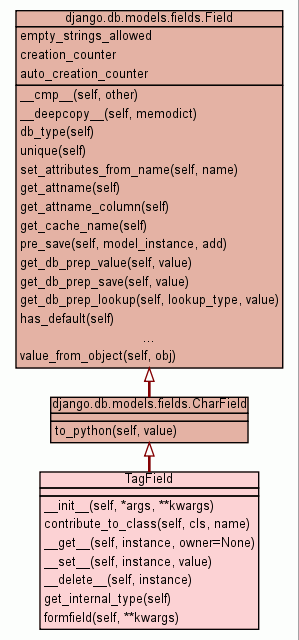 django.db.models.fields.Field
empty_strings_allowed
creation_counter
auto_creation_counter
__cmp__(self, other)
__deepcopy__(self, memodict)
db_type(self)
unique(self)
set_attributes_from_name(self, name)
get_attname(self)
get_attname_column(self)
get_cache_name(self)
pre_save(self, model_instance, add)
get_db_prep_value(self, value)
get_db_prep_save(self, value)
get_db_prep_lookup(self, lookup_type, value)
has_default(self)
...
value_from_object(self, obj)
django.db.models.fields.CharField
to_python(self, value)
TagField
__init__(self, *args, **kwargs)
contribute_to_class(self, cls, name)
__get__(self, instance, owner=None)
__set__(self, instance, value)
__delete__(self, instance)
get_internal_type(self)
formfield(self, **kwargs)